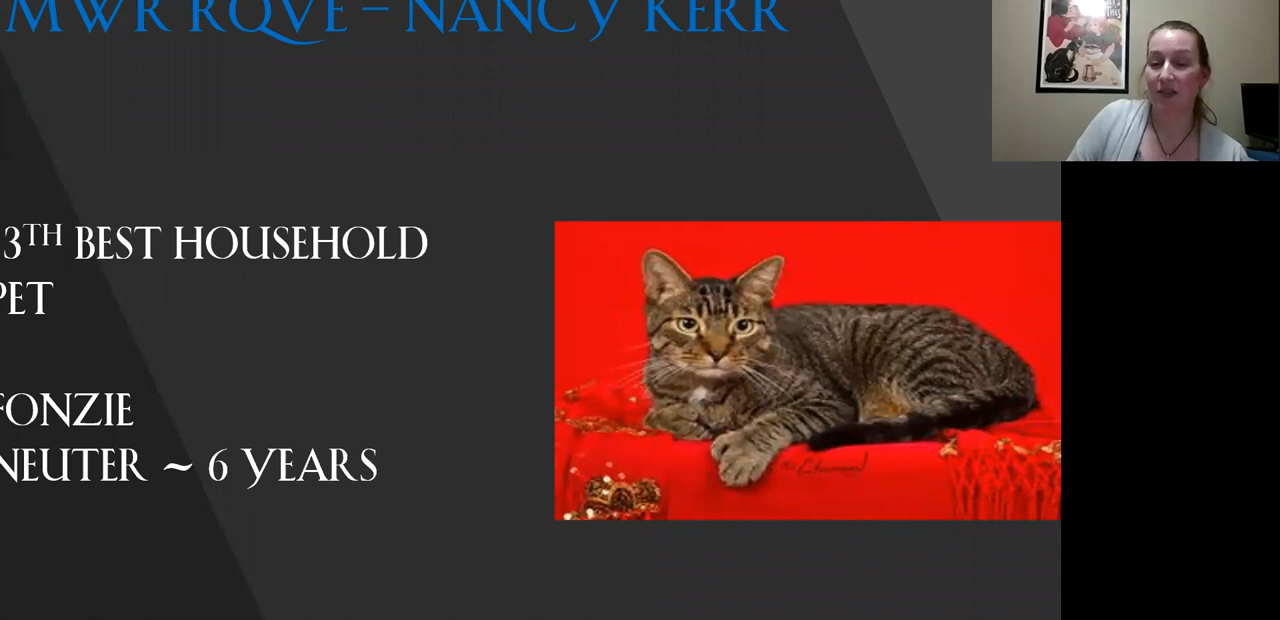 MWR RQVE – NANCY KERR
3TH BEST HOUSEHOLD
PET
FONZIE
NEUTER ~ 6 YEARS